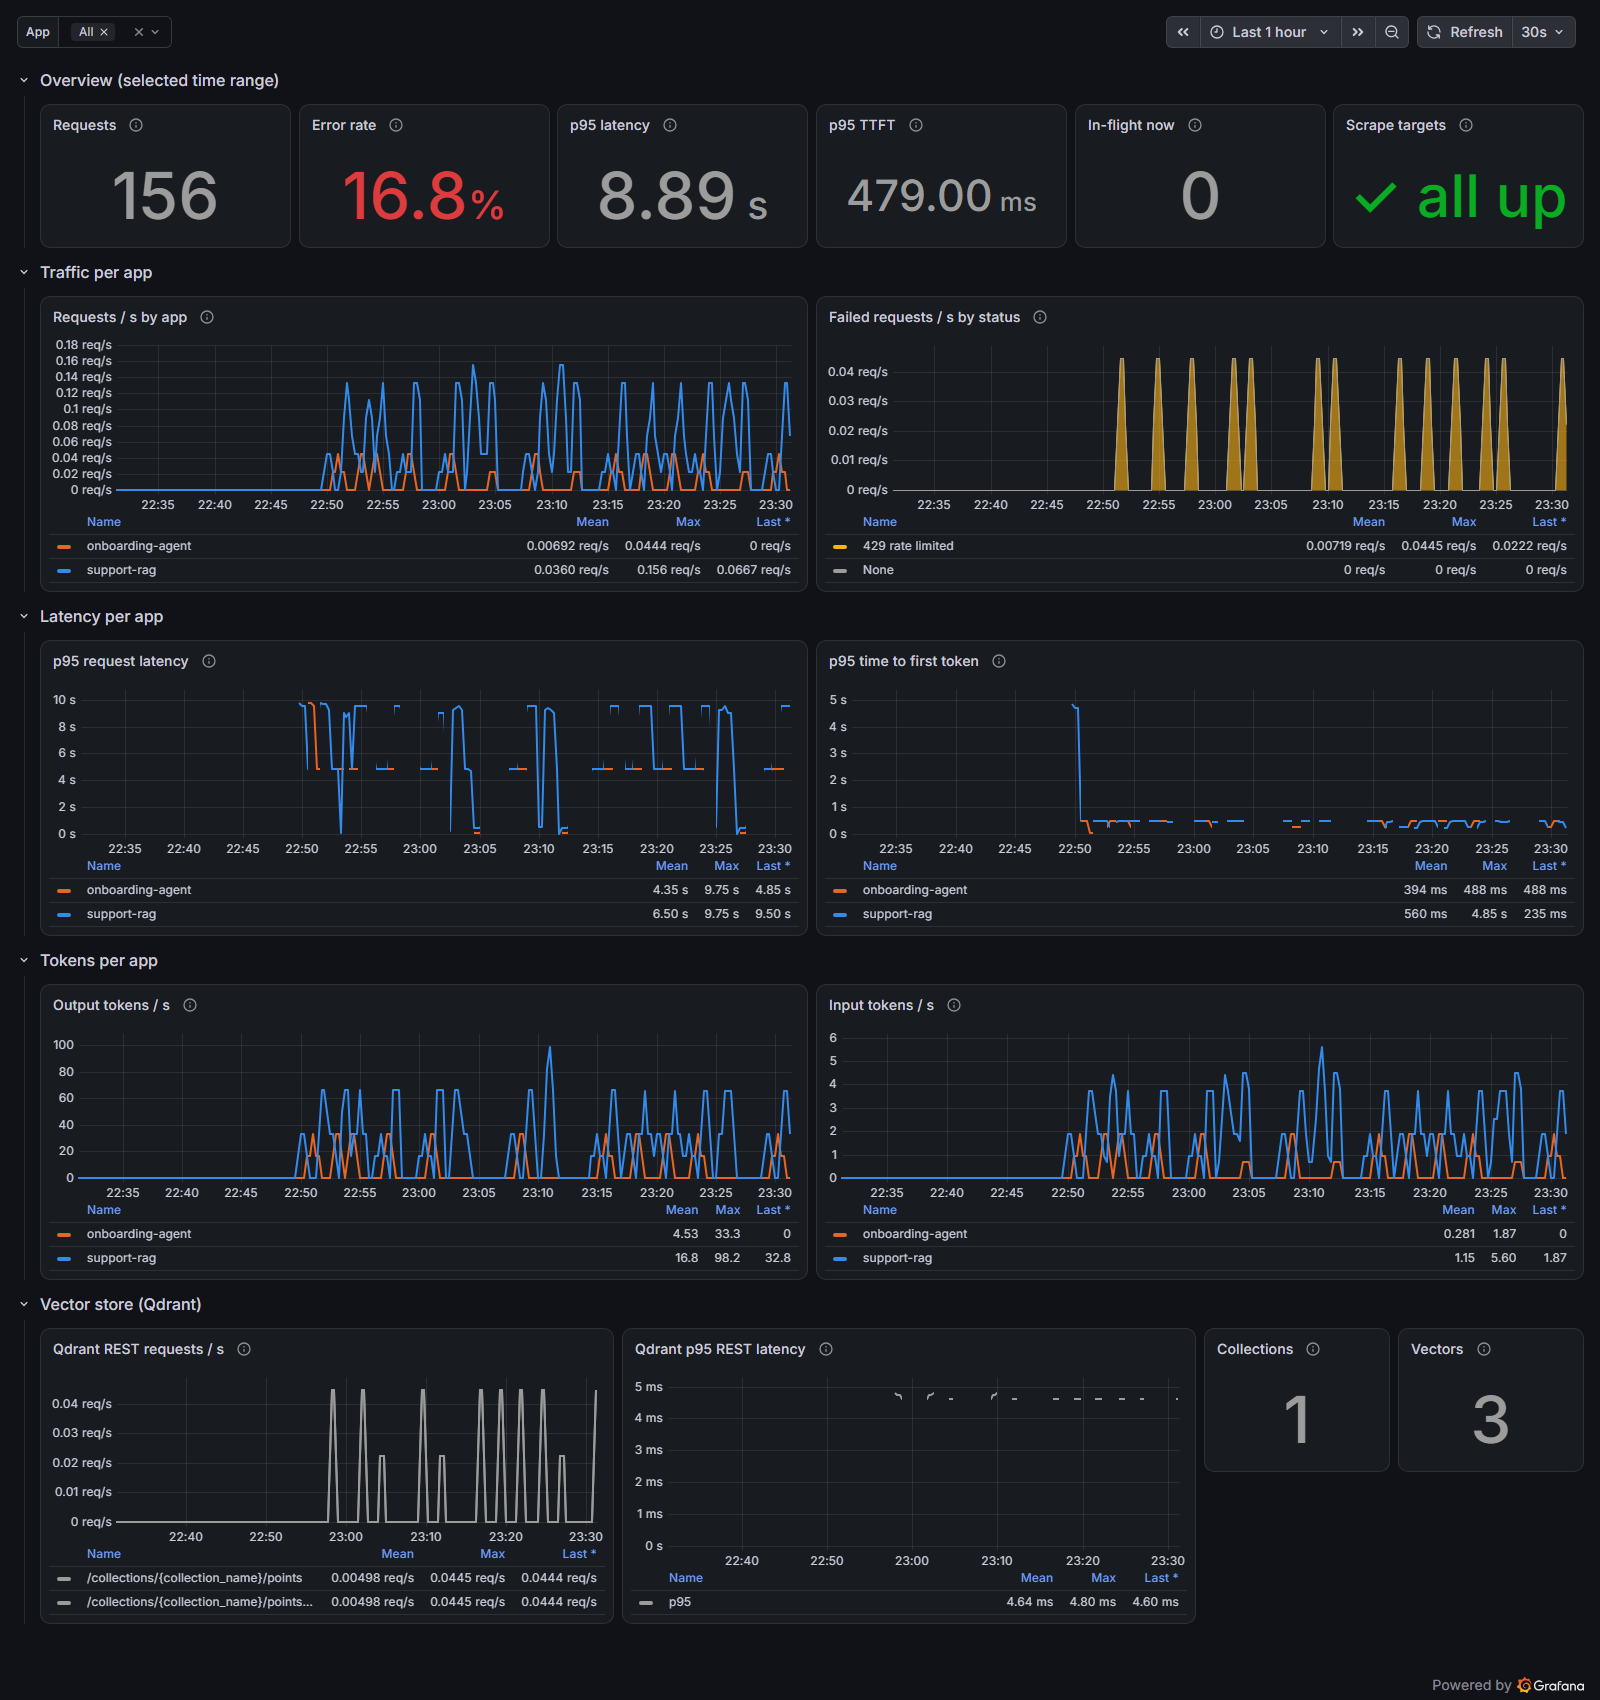 App All
Last 1 hour Refresh 30s
Overview (selected time range)
Requests Error rate p95 latency p95 TTFT In-flight now Scrape targets
156 16.8% 8.89 s 479.00 ms 0 all up
Traffic per app
Requests / s by app
0.18 req/s
0.16 req/s
0.14 req/s
0.12 req/s
0.1 req/s
0.08 req/s
0.06 req/s
0.04 req/s
0.02 req/s
0 req/s
22:35 22:40 22:45 22:50 22:55 23:00 23:05 23:10 23:15 23:20 23:25 23:30
Name Mean Max Last *
onboarding-agent 0.00692 req/s 0.0444 req/s 0 req/s
support-rag 0.0360 req/s 0.156 req/s 0.0667 req/s
Failed requests / s by status
0.04 req/s
0.03 req/s
0.02 req/s
0.01 req/s
0 req/s
22:35 22:40 22:45 22:50 22:55 23:00 23:05 23:10 23:15 23:20 23:25 23:30
Name Mean Max Last *
429 rate limited 0.00719 req/s 0.0445 req/s 0.0222 req/s
None 0 req/s 0 req/s 0 req/s
Latency per app
p95 request latency
10 s
8 s
6 s
4 s
2 s
0 s
22:35 22:40 22:45 22:50 22:55 23:00 23:05 23:10 23:15 23:20 23:25 23:30
Name Mean Max Last *
onboarding-agent 4.35 s 9.75 s 4.85 s
support-rag 6.50 s 9.75 s 9.50 s
p95 time to first token
5 s
4 s
3 s
2 s
1 s
0 s
22:35 22:40 22:45 22:50 22:55 23:00 23:05 23:10 23:15 23:20 23:25 23:30
Name Mean Max Last *
onboarding-agent 394 ms 488 ms 488 ms
support-rag 560 ms 4.85 s 235 ms
Tokens per app
Output tokens / s
100
80
60
40
20
0
22:35 22:40 22:45 22:50 22:55 23:00 23:05 23:10 23:15 23:20 23:25 23:30
Name Mean Max Last *
onboarding-agent 4.53 33.3 0
support-rag 16.8 98.2 32.8
Input tokens / s
6
5
4
3
2
1
0
22:35 22:40 22:45 22:50 22:55 23:00 23:05 23:10 23:15 23:20 23:25 23:30
Name Mean Max Last *
onboarding-agent 0.281 1.87 0
support-rag 1.15 5.60 1.87
Vector store (Qdrant)
Qdrant REST requests / s
0.04 req/s
0.03 req/s
0.02 req/s
0.01 req/s
0 req/s
22:40 22:50 23:00 23:10 23:20 23:30
Name Mean Max Last *
/collections/{collection_name}/points 0.00498 req/s 0.0445 req/s 0.0444 req/s
/collections/{collection_name}/points... 0.00498 req/s 0.0445 req/s 0.0444 req/s
Qdrant p95 REST latency
5 ms
4 ms
3 ms
2 ms
1 ms
0 s
22:40 22:50 23:00 23:10 23:20 23:30
Name Mean Max Last *
p95 4.64 ms 4.80 ms 4.60 ms
Collections
1
Vectors
3
Powered by Grafana